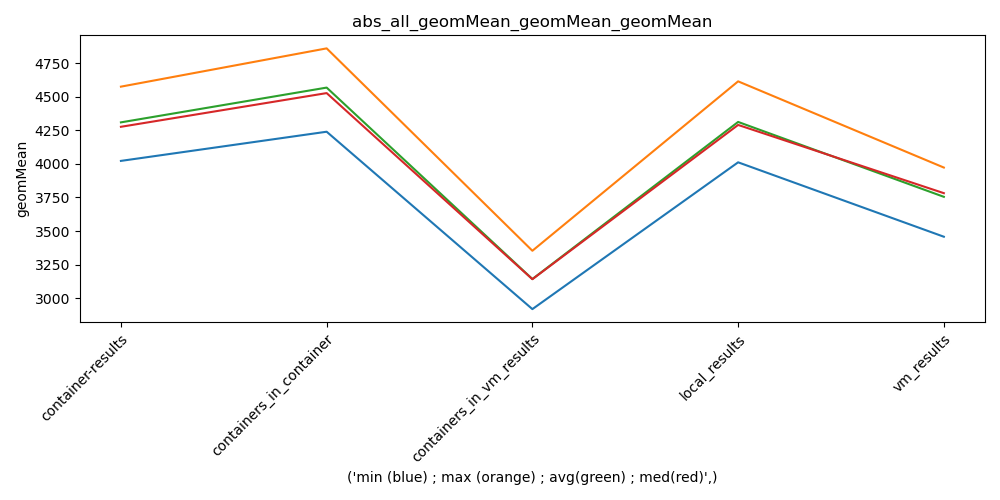 abs_all_geomMean_geomMean_geomMean
geomMean
4750
4500
4250
4000
3750
3500
3250
3000
container-results
containers_in_container
containers_in_vm_results
local_results
vm_results
('min (blue) ; max (orange) ; avg(green) ; med(red)',)